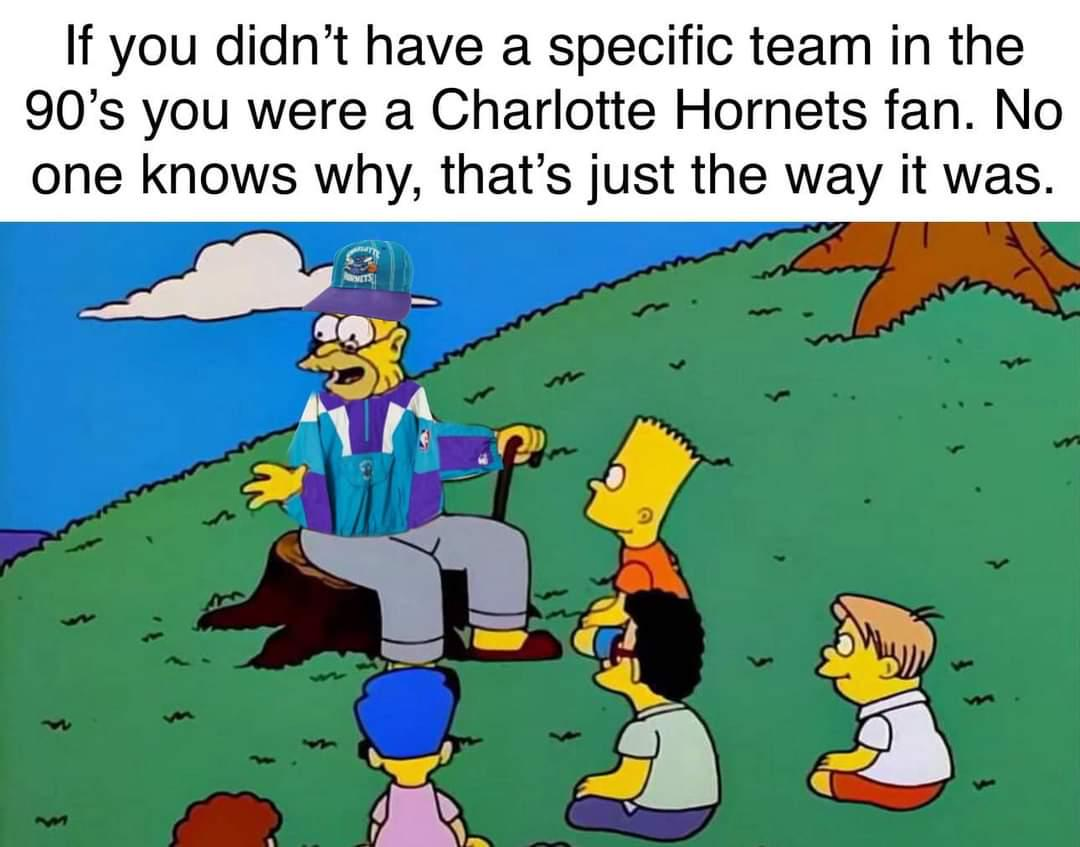 If you didn’t have a specific team in the
90’s you were a Charlotte Hornets fan. No
one knows why, that’s just the way it was.
HORNETS